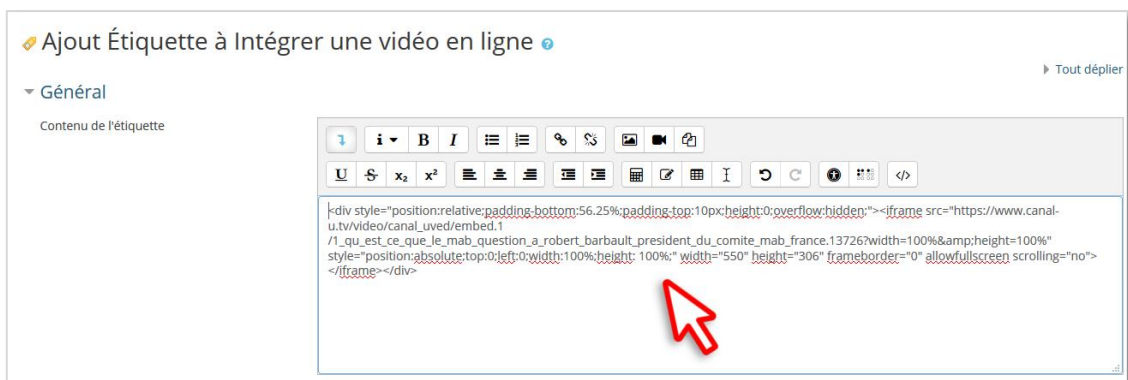 Ajout Étiquette à Intégrer une vidéo en ligne
Tout déplier
Général
Contenu de l'étiquette
i B I
U S x₂ x² </>
<div style="position:relative;padding-bottom:56.25%;padding-top:10px;height:0;overflow:hidden;"><iframe src="https://www.canal-
u.tv/video/canal_uved/embed.1
/1_qu_est_ce_que_le_mab_question_a_robert_barbault_president_du_comite_mab_france.13726?width=100%&amp;height=100%"
style="position:absolute;top:0;left:0;width:100%;height: 100%;" width="550" height="306" frameborder="0" allowfullscreen scrolling="no">
</iframe></div>